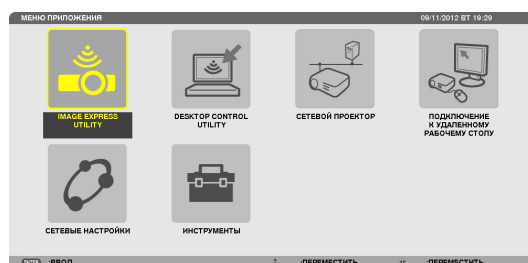 МЕНЮ ПРИЛОЖЕНИЯ 09/11/2012 ВТ 19:29
IMAGE EXPRESS
UTILITY
DESKTOP CONTROL
UTILITY
СЕТЕВОЙ ПРОЕКТОР
ПОДКЛЮЧЕНИЕ
К УДАЛЕННОМУ
РАБОЧЕМУ СТОЛУ
СЕТЕВЫЕ НАСТРОЙКИ
ИНСТРУМЕНТЫ
ENTER :ВВОД :ПЕРЕМЕСТИТЬ :ПЕРЕМЕСТИТЬ